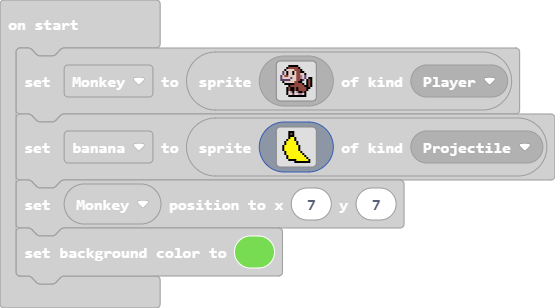 on start
set Monkey to sprite of kind Player
set banana to sprite of kind Projectile
set Monkey position to x 7 y 7
set background color to